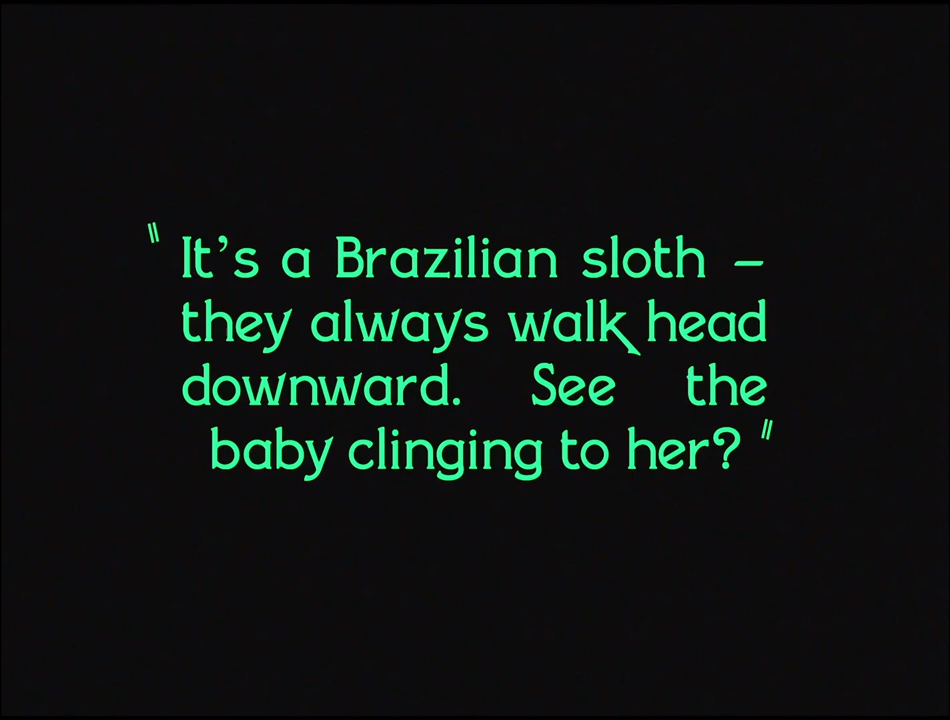 "It's a Brazilian sloth –
they always walk head
downward. See the
baby clinging to her?"